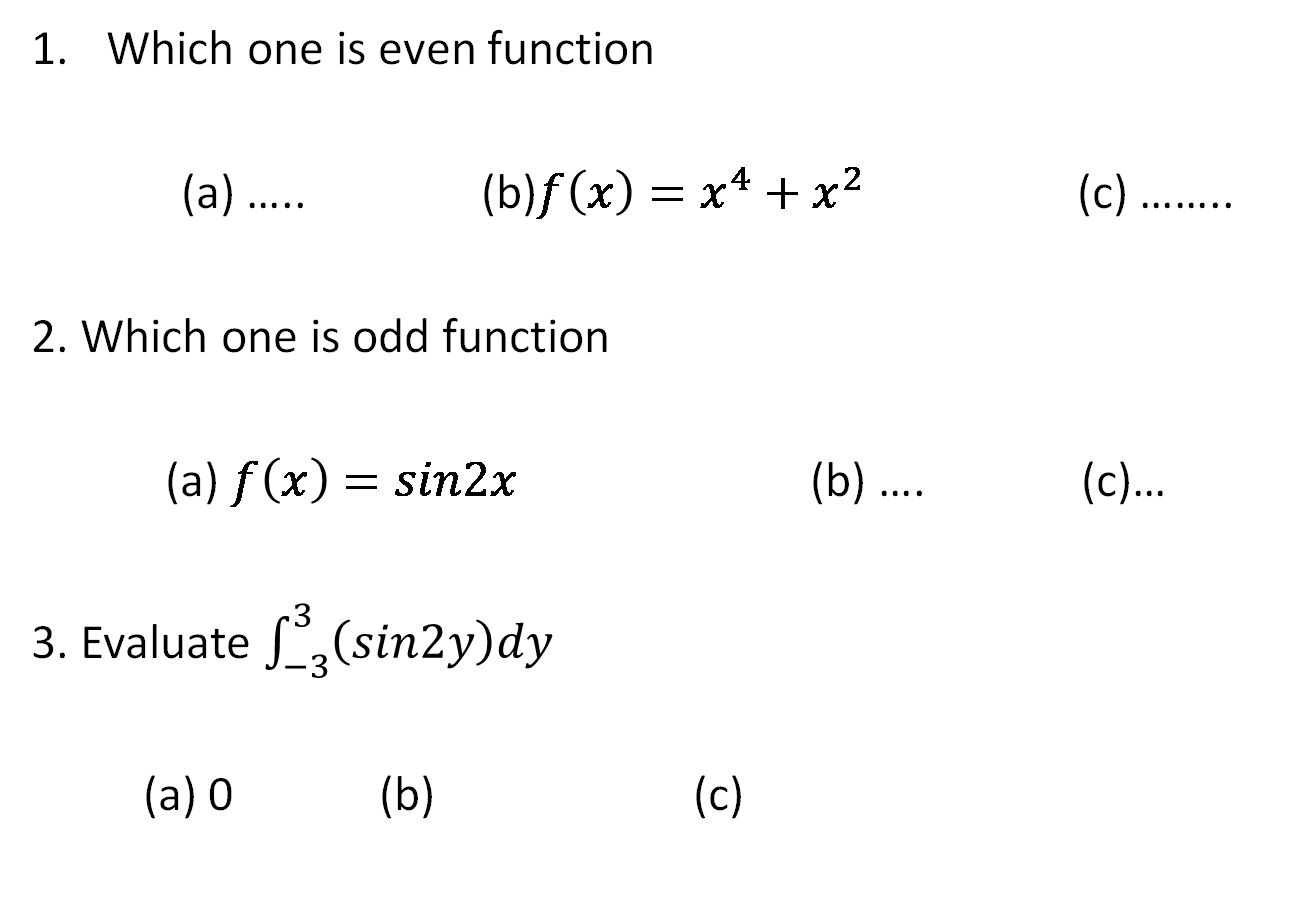 1. Which one is even function
(a) ..... (b)f(x) = x⁴ + x² (c) ........
2. Which one is odd function
(a) f(x) = sin2x (b) .... (c)...
3. Evaluate ∫₋₃³(sin2y)dy
(a) 0 (b) (c)